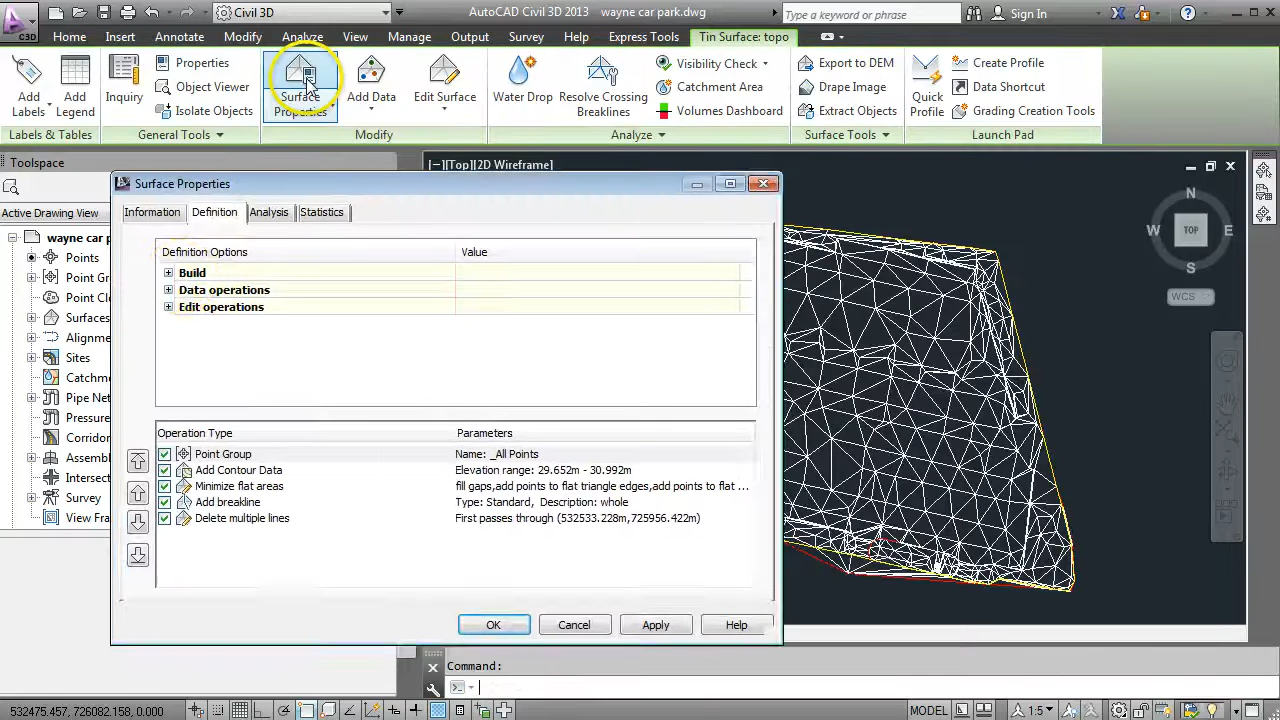 C3D
Civil 3D
AutoCAD Civil 3D 2013 wayne car park.dwg
Type a keyword or phrase
Sign In
Home Insert Annotate Modify Analyze View Manage Output Survey Help Express Tools Tin Surface: topo
Add Labels
Add Legend
Inquiry
Properties
Object Viewer
Isolate Objects
Surface Properties
Add Data
Edit Surface
Water Drop
Resolve Crossing Breaklines
Visibility Check
Catchment Area
Volumes Dashboard
Export to DEM
Drape Image
Extract Objects
Quick Profile
Create Profile
Data Shortcut
Grading Creation Tools
Labels & Tables General Tools Modify Analyze Surface Tools Launch Pad
Toolspace
[−][Top][2D Wireframe]
Active Drawing View
wayne car p
Points
Point Gr
Point Cl
Surfaces
Alignme
Sites
Catchm
Pipe Net
Pressure
Corridor
Assemb
Intersect
Survey
View Fra
Surface Properties
Information Definition Analysis Statistics
Definition Options Value
Build
Data operations
Edit operations
Operation Type Parameters
Point Group Name: _All Points
Add Contour Data Elevation range: 29.652m - 30.992m
Minimize flat areas fill gaps,add points to flat triangle edges,add points to flat ...
Add breakline Type: Standard, Description: whole
Delete multiple lines First passes through (532533.228m,725956.422m)
OK Cancel Apply Help
N
W TOP E
S
WCS
Command:
532475.457, 726082.158, 0.000
MODEL
1:5